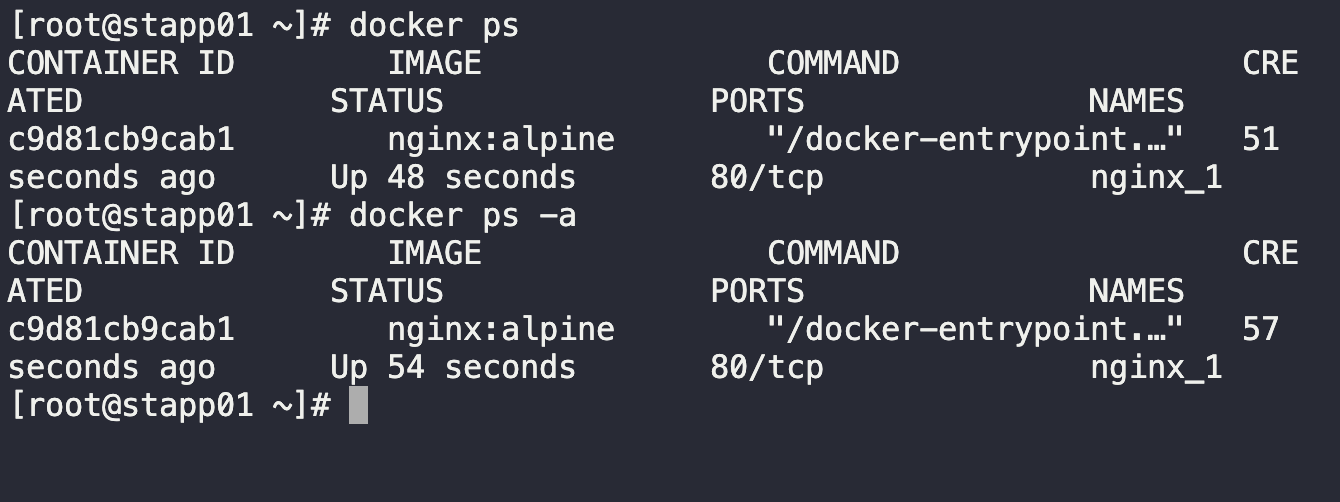 [root@stapp01 ~]# docker ps
CONTAINER ID        IMAGE               COMMAND                  CRE
ATED             STATUS              PORTS               NAMES
c9d81cb9cab1        nginx:alpine        "/docker-entrypoint.…"   51
seconds ago      Up 48 seconds       80/tcp              nginx_1
[root@stapp01 ~]# docker ps -a
CONTAINER ID        IMAGE               COMMAND                  CRE
ATED             STATUS              PORTS               NAMES
c9d81cb9cab1        nginx:alpine        "/docker-entrypoint.…"   57
seconds ago      Up 54 seconds       80/tcp              nginx_1
[root@stapp01 ~]#